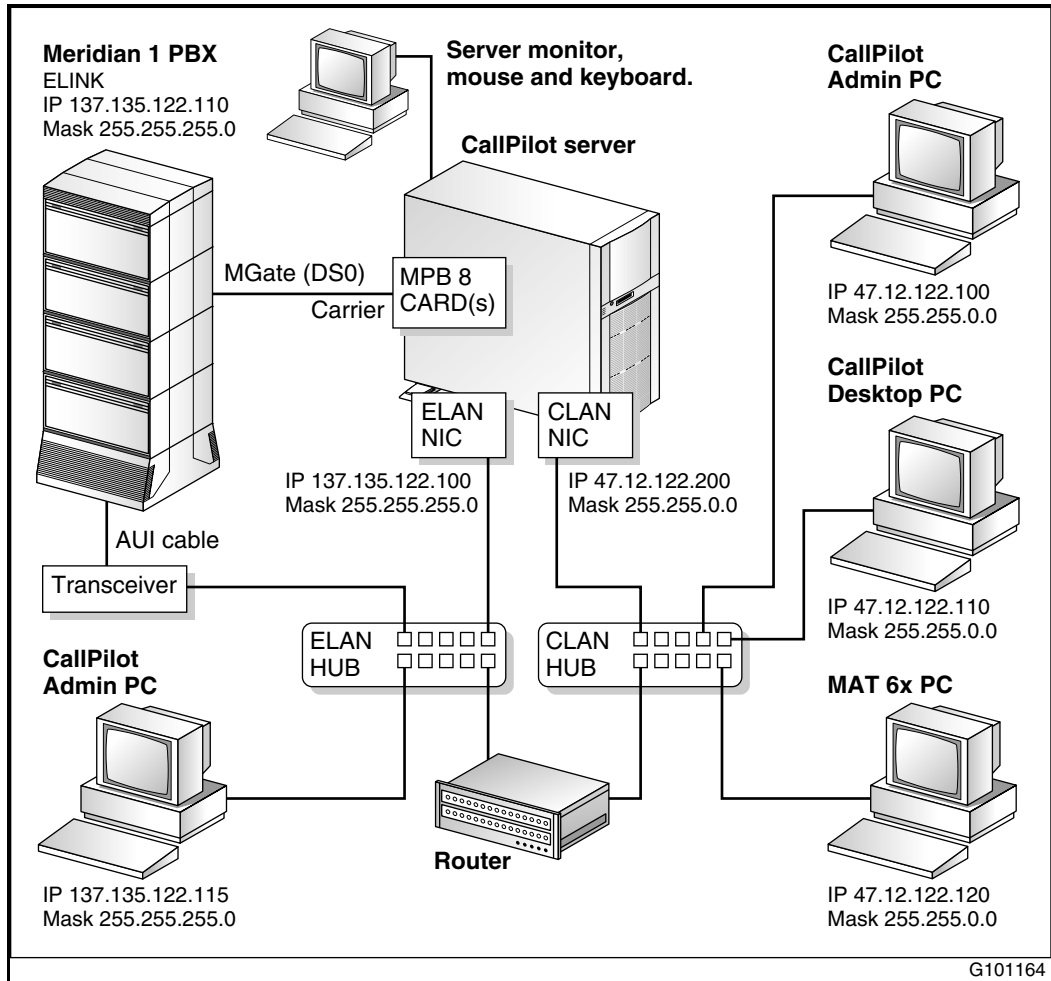 Meridian 1 PBX
ELINK
IP 137.135.122.110
Mask 255.255.255.0
Server monitor,
mouse and keyboard.
CallPilot
Admin PC
CallPilot server
MGate (DS0)
Carrier
MPB 8
CARD(s)
IP 47.12.122.100
Mask 255.255.0.0
CallPilot
Desktop PC
ELAN
NIC
CLAN
NIC
IP 137.135.122.100
Mask 255.255.255.0
IP 47.12.122.200
Mask 255.255.0.0
AUI cable
Transceiver
IP 47.12.122.110
Mask 255.255.0.0
ELAN
HUB
CLAN
HUB
CallPilot
Admin PC
MAT 6x PC
Router
IP 137.135.122.115
Mask 255.255.255.0
IP 47.12.122.120
Mask 255.255.0.0
G101164